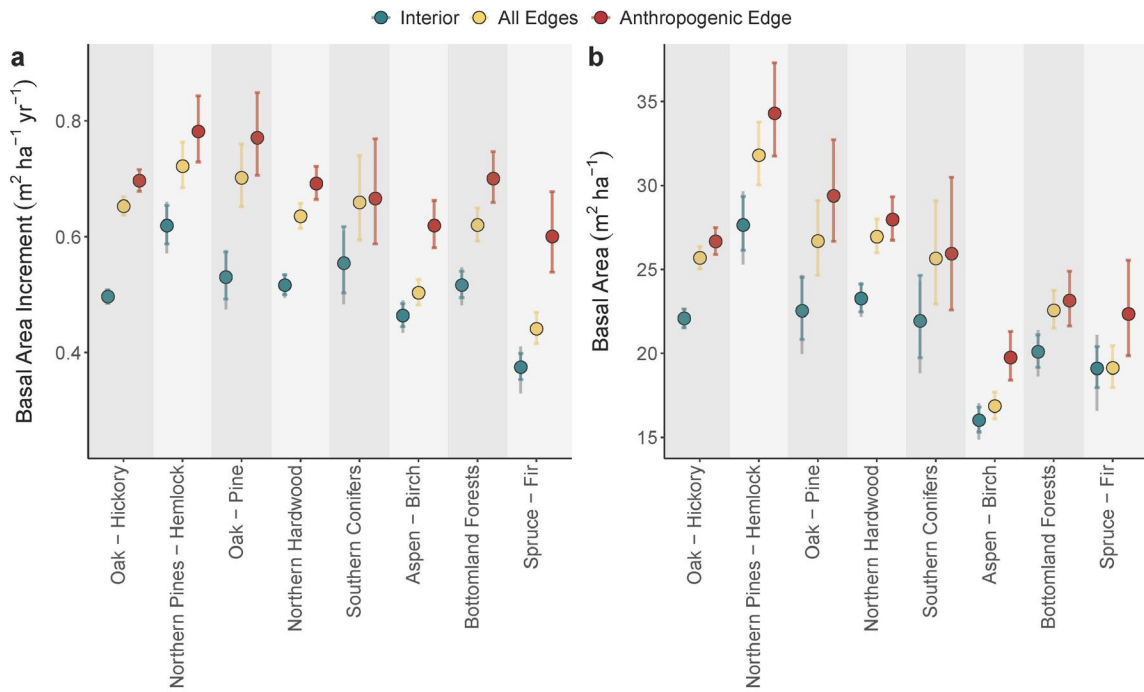 Interior All Edges Anthropogenic Edge
a
Basal Area Increment (m² ha⁻¹ yr⁻¹)
0.8
0.6
0.4
Oak – Hickory
Northern Pines – Hemlock
Oak – Pine
Northern Hardwood
Southern Conifers
Aspen – Birch
Bottomland Forests
Spruce – Fir
b
Basal Area (m² ha⁻¹)
35
30
25
20
15
Oak – Hickory
Northern Pines – Hemlock
Oak – Pine
Northern Hardwood
Southern Conifers
Aspen – Birch
Bottomland Forests
Spruce – Fir